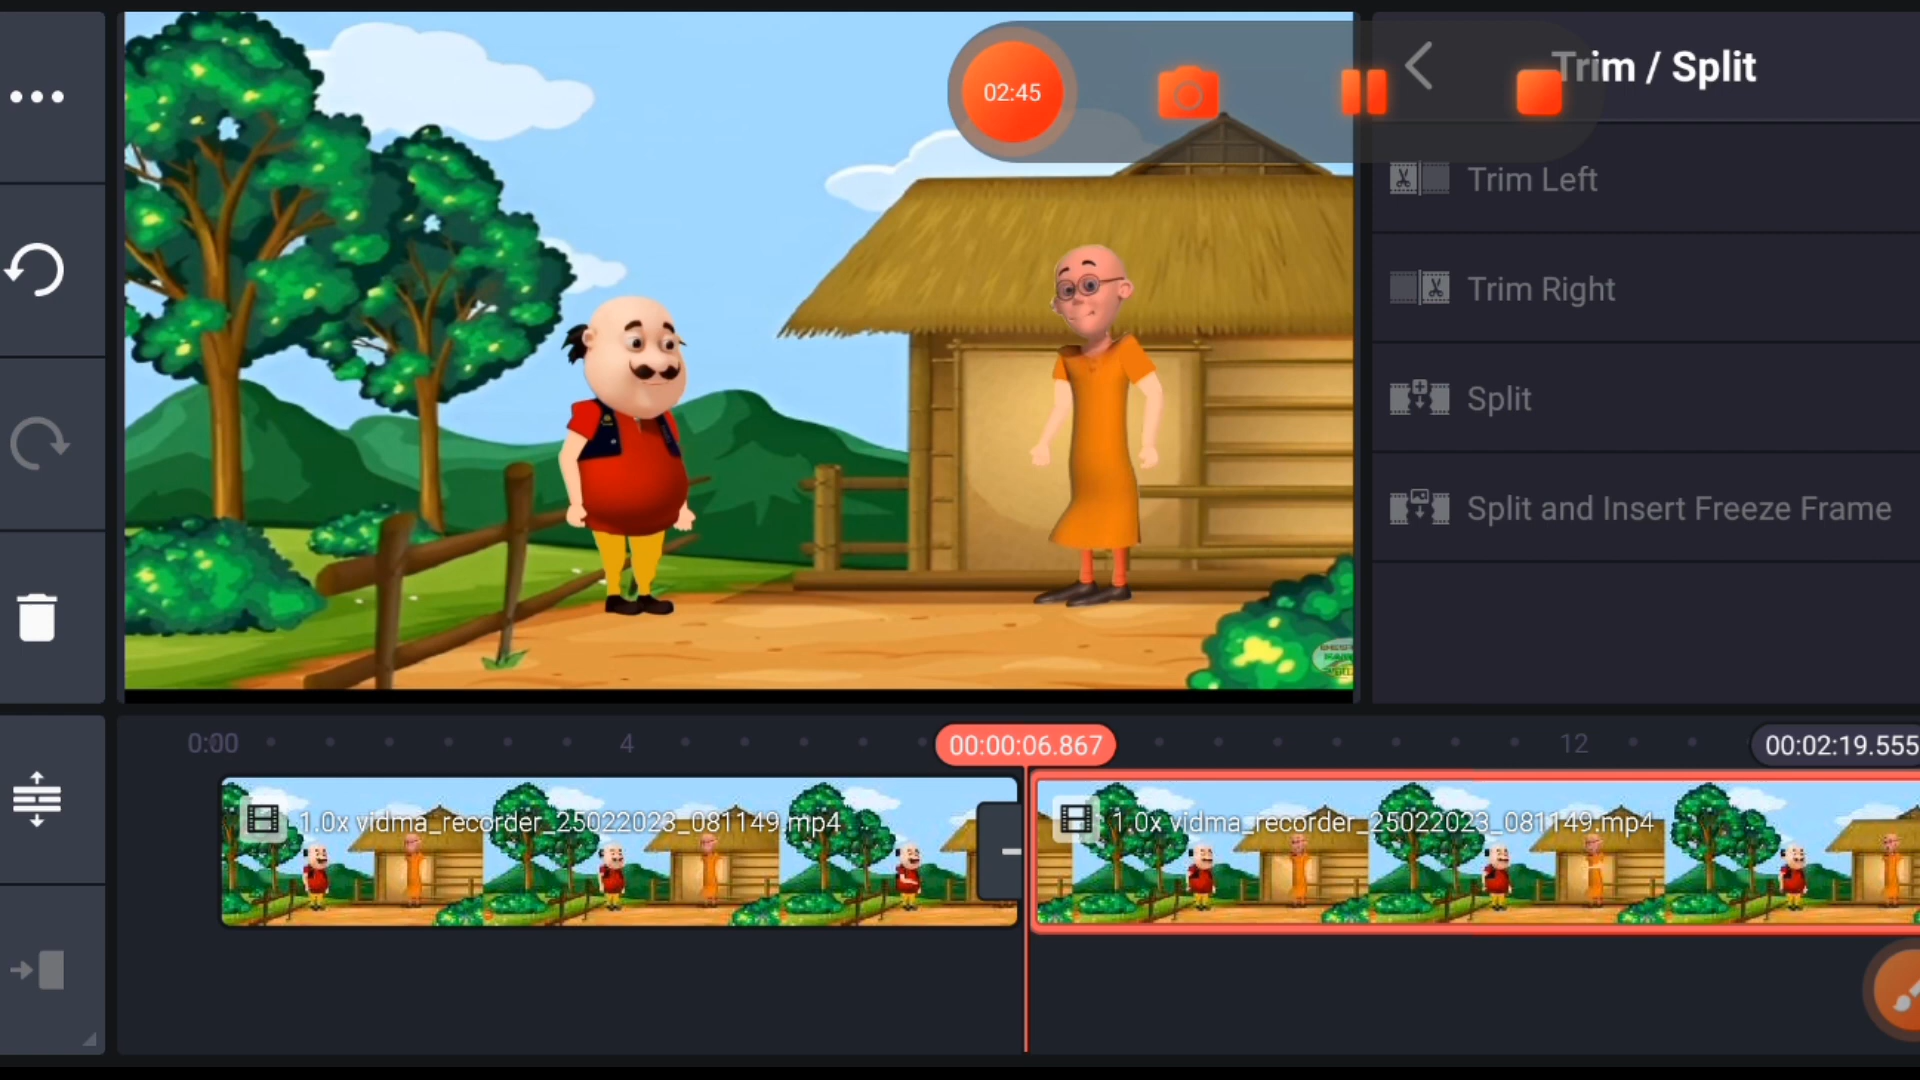 02:45
Trim / Split
Trim Left
Trim Right
Split
Split and Insert Freeze Frame
0:00
4
00:00:06.867
12
00:02:19.555
1.0x vidma_recorder_25022023_081149.mp4
1.0x vidma_recorder_25022023_081149.mp4